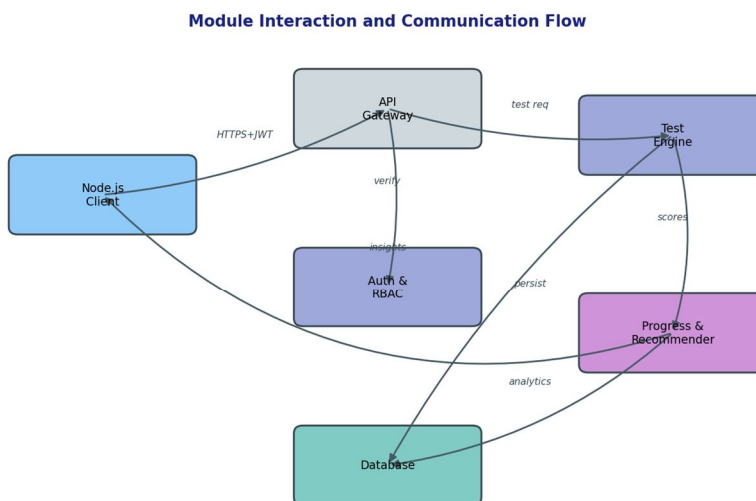 Module Interaction and Communication Flow
API
Gateway
test req
Test
Engine
HTTPS+JWT
verify
Node.js
Client
scores
insights
Auth &
RBAC
persist
Progress &
Recommender
analytics
Database